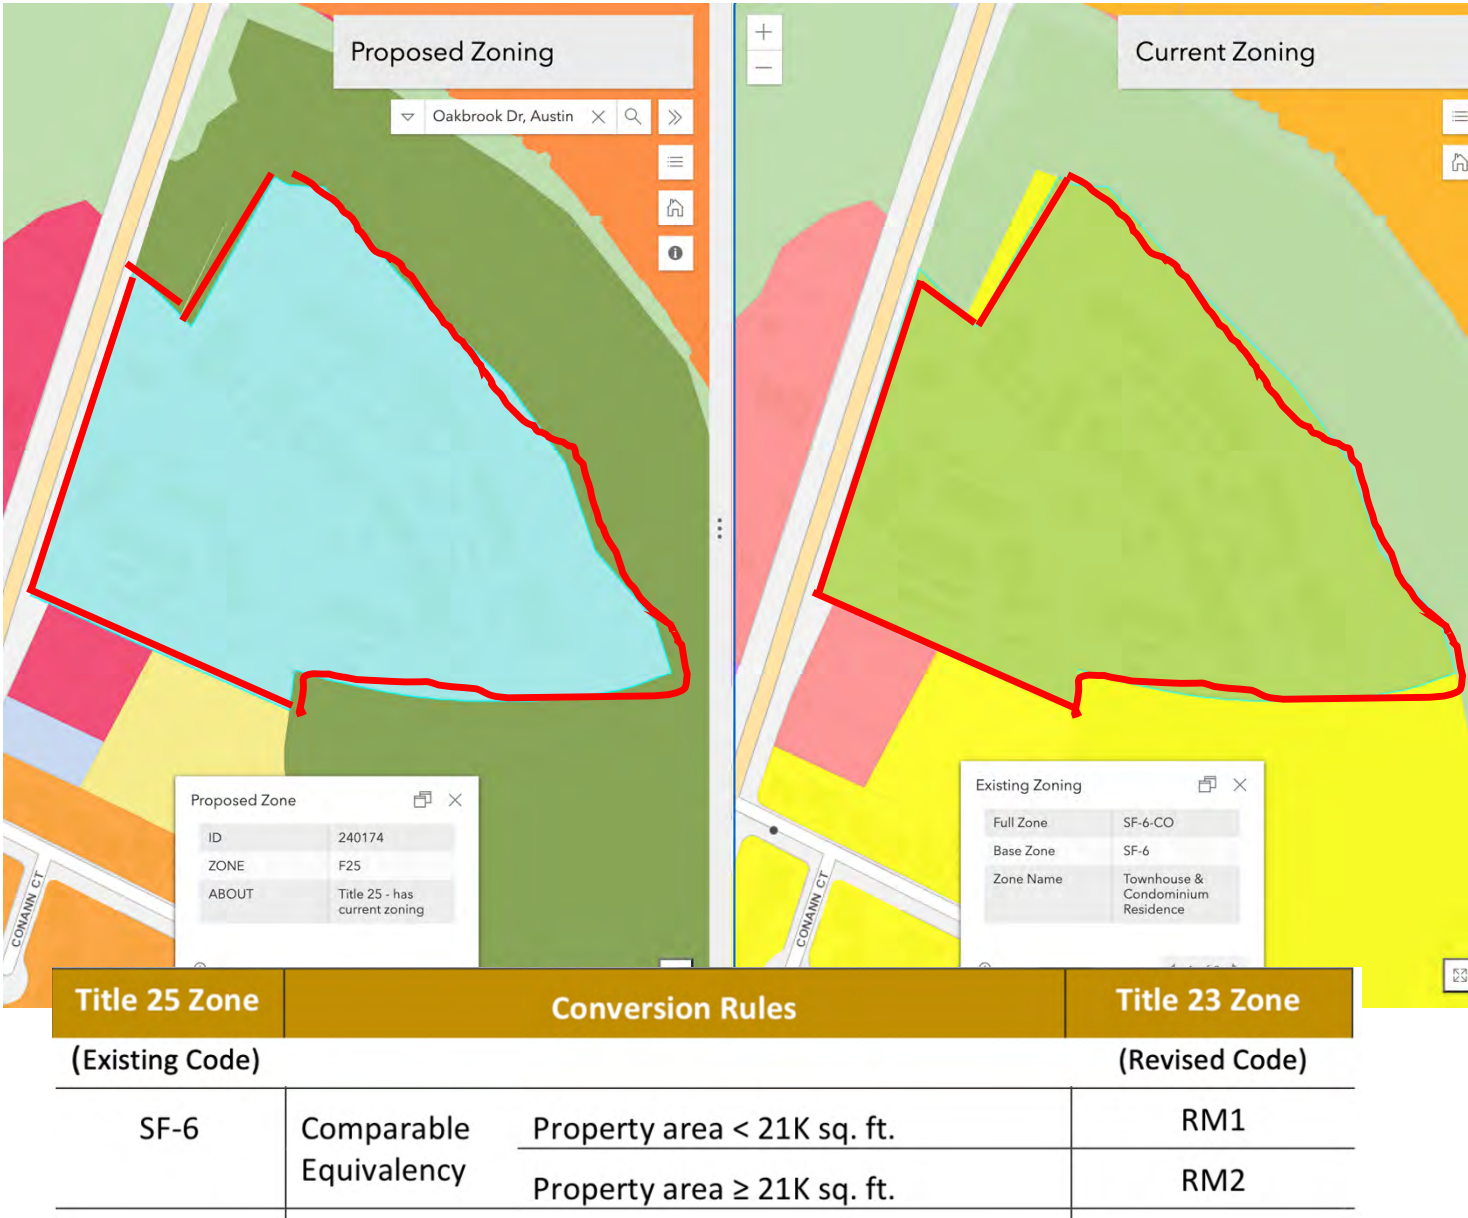 Proposed Zoning
Oakbrook Dr, Austin
Current Zoning
Proposed Zone
ID 240174
ZONE F25
ABOUT Title 25 - has
current zoning
CONANN CT
Existing Zoning
Full Zone SF-6-CO
Base Zone SF-6
Zone Name Townhouse &
Condominium
Residence
CONANN CT
Title 25 Zone Conversion Rules Title 23 Zone
(Existing Code) (Revised Code)
SF-6 Comparable Equivalency Property area < 21K sq. ft. RM1
Property area ≥ 21K sq. ft. RM2